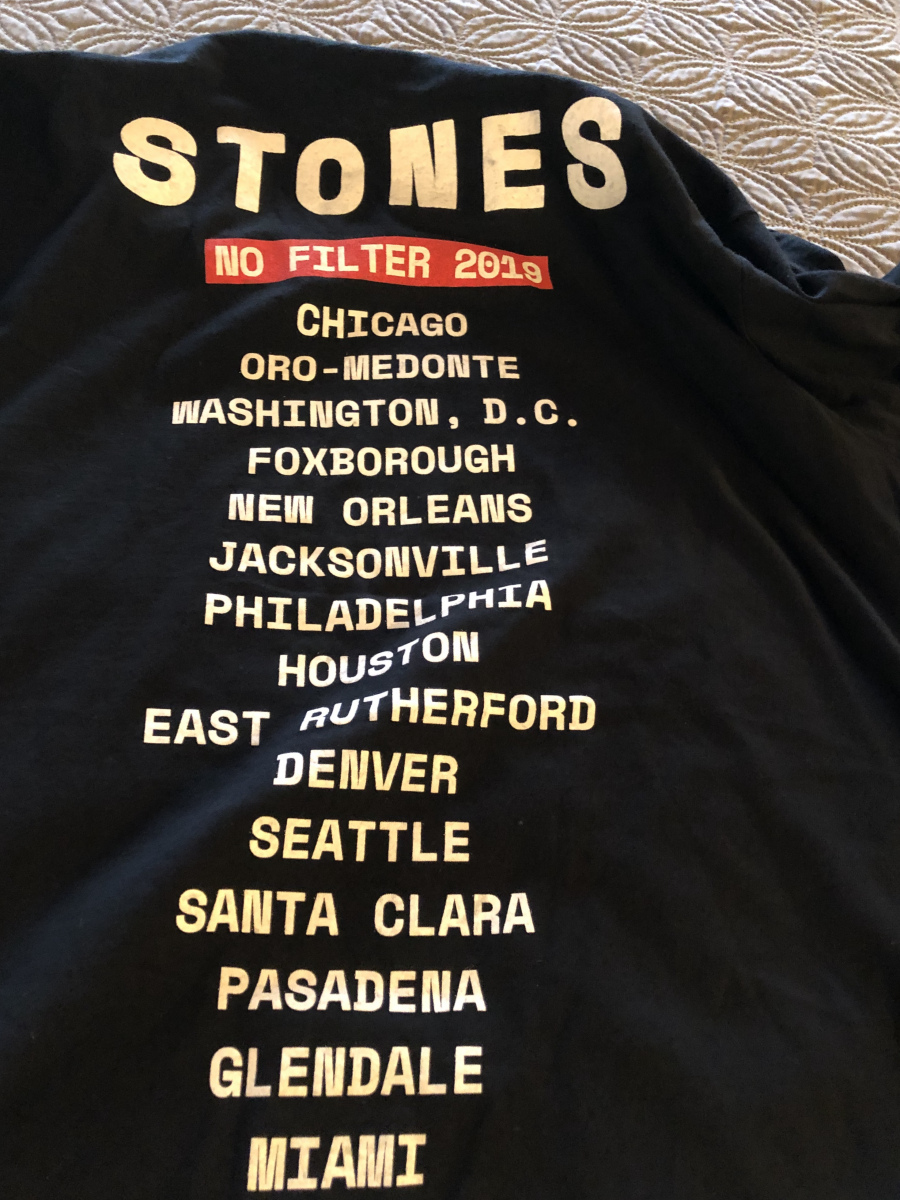 STONES
NO FILTER 2019
CHICAGO
ORO-MEDONTE
WASHINGTON, D.C.
FOXBOROUGH
NEW ORLEANS
JACKSONVILLE
PHILADELPHIA
HOUSTON
EAST RUTHERFORD
DENVER
SEATTLE
SANTA CLARA
PASADENA
GLENDALE
MIAMI